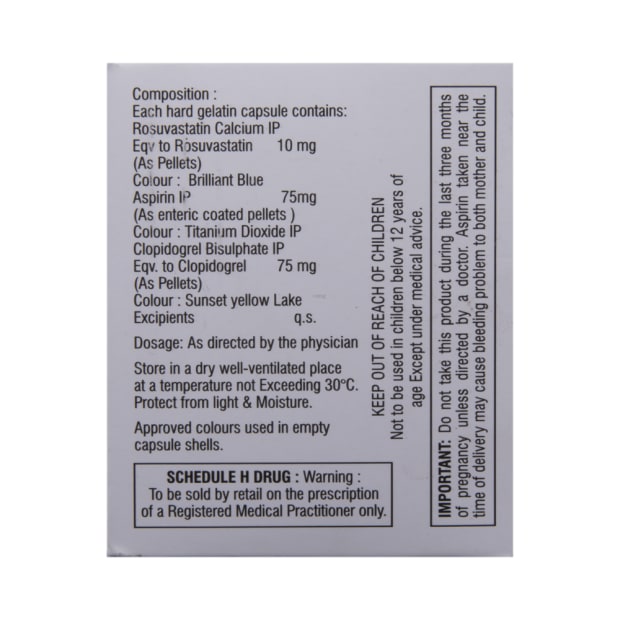 Composition :
Each hard gelatin capsule contains:
Rosuvastatin Calcium IP
Eqv to Rosuvastatin 10 mg
(As Pellets)
Colour : Brilliant Blue
Aspirin IP 75mg
(As enteric coated pellets )
Colour : Titanium Dioxide IP
Clopidogrel Bisulphate IP
Eqv. to Clopidogrel 75 mg
(As Pellets)
Colour : Sunset yellow Lake
Excipients q.s.
Dosage: As directed by the physician
Store in a dry well-ventilated place
at a temperature not Exceeding 30°C.
Protect from light & Moisture.
Approved colours used in empty
capsule shells.
SCHEDULE H DRUG : Warning :
To be sold by retail on the prescription
of a Registered Medical Practitioner only.
KEEP OUT OF REACH OF CHILDREN
Not to be used in children below 12 years of
age Except under medical advice.
IMPORTANT: Do not take this product during the last three months
of pregnancy unless directed by a doctor. Aspirin taken near the
time of delivery may cause bleeding problem to both mother and child.